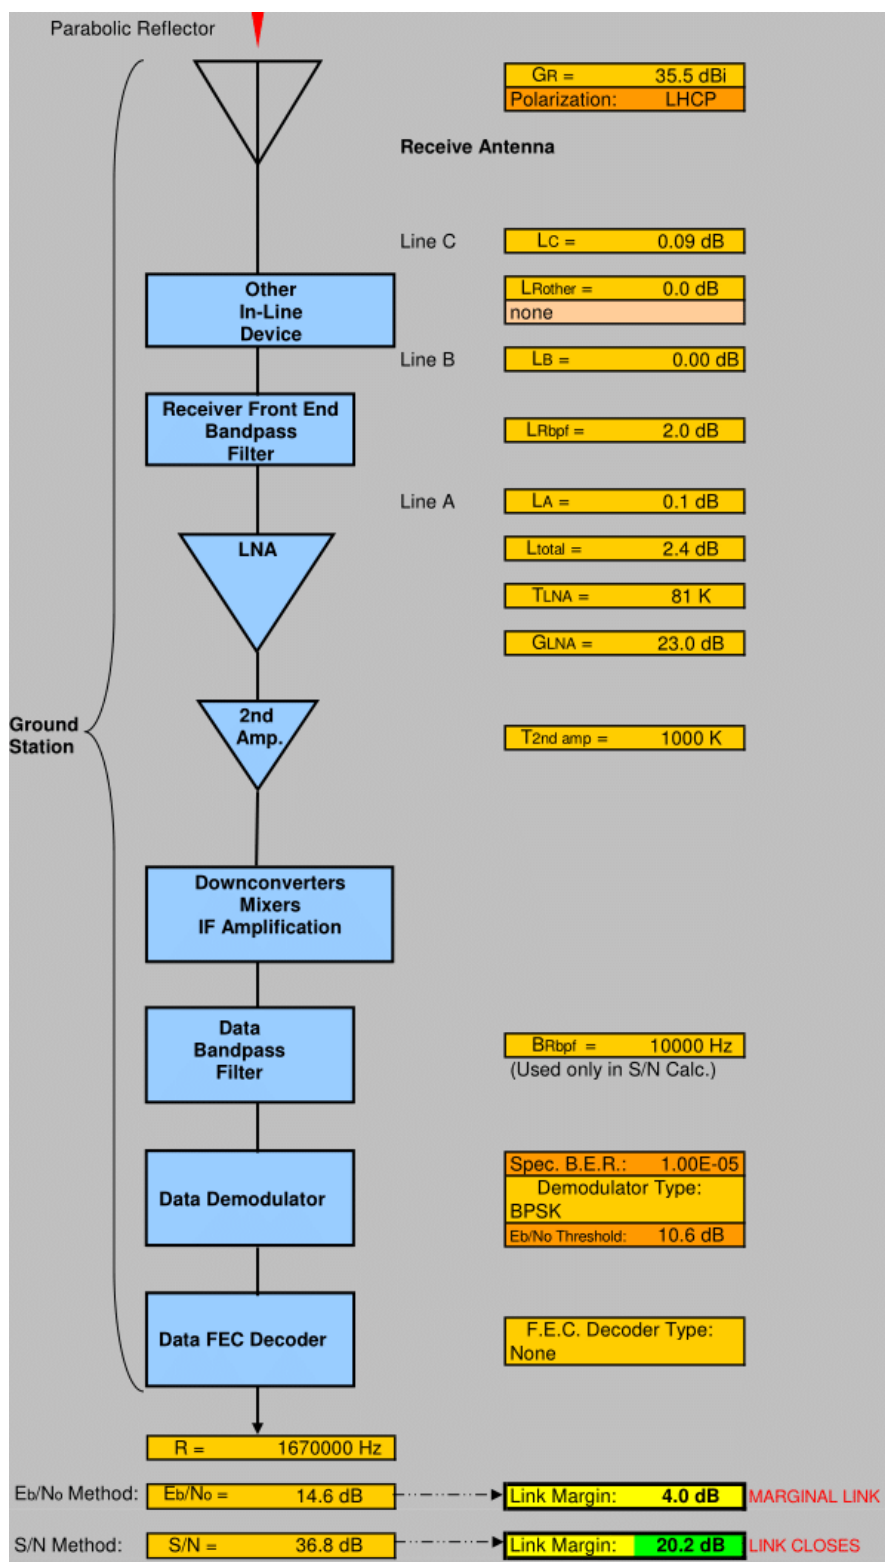 Parabolic Reflector
GR = 35.5 dBi
Polarization: LHCP
Receive Antenna
Line C
LC = 0.09 dB
Other
In-Line
Device
LRother = 0.0 dB
none
Line B
LB = 0.00 dB
Receiver Front End
Bandpass
Filter
LRbpf = 2.0 dB
Line A
LA = 0.1 dB
LNA
Ltotal = 2.4 dB
TLNA = 81 K
GLNA = 23.0 dB
Ground
Station
2nd
Amp.
T2nd amp = 1000 K
Downconverters
Mixers
IF Amplification
Data
Bandpass
Filter
BRbpf = 10000 Hz
(Used only in S/N Calc.)
Data Demodulator
Spec. B.E.R.: 1.00E-05
Demodulator Type:
BPSK
Eb/No Threshold: 10.6 dB
Data FEC Decoder
F.E.C. Decoder Type:
None
R = 1670000 Hz
Eb/No Method: Eb/No = 14.6 dB Link Margin: 4.0 dB MARGINAL LINK
S/N Method: S/N = 36.8 dB Link Margin: 20.2 dB LINK CLOSES